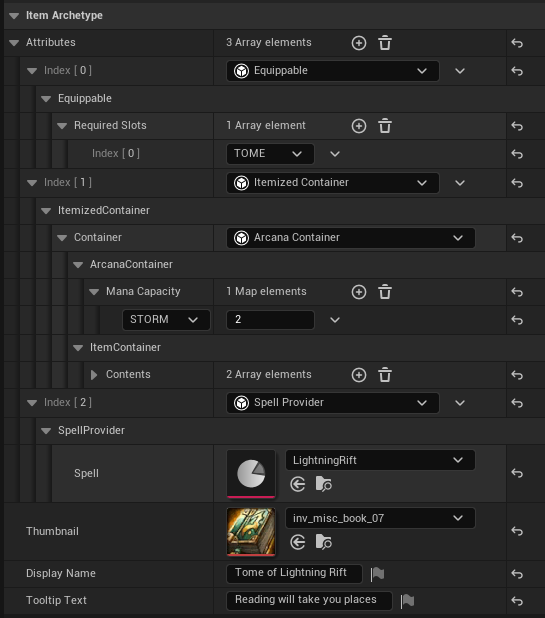 Item Archetype
Attributes 3 Array elements
Index [ 0 ] Equippable
Equippable
Required Slots 1 Array element
Index [ 0 ] TOME
Index [ 1 ] Itemized Container
ItemizedContainer
Container Arcana Container
ArcanaContainer
Mana Capacity 1 Map elements
STORM 2
ItemContainer
Contents 2 Array elements
Index [ 2 ] Spell Provider
SpellProvider
Spell LightningRift
Thumbnail inv_misc_book_07
Display Name Tome of Lightning Rift
Tooltip Text Reading will take you places